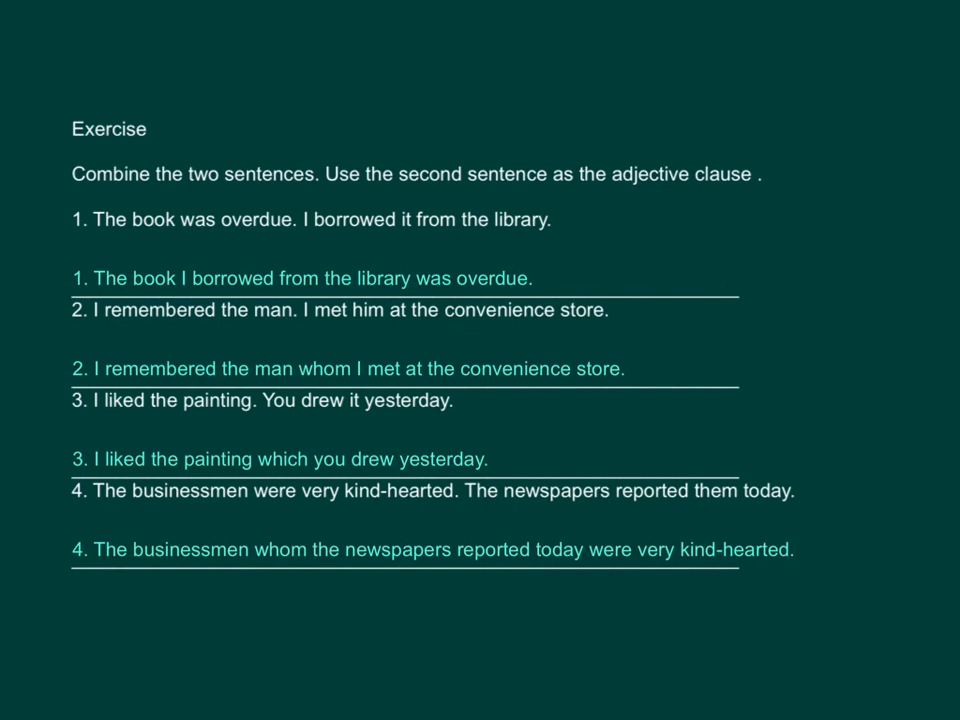 Exercise
Combine the two sentences. Use the second sentence as the adjective clause .
1. The book was overdue. I borrowed it from the library.
1. The book I borrowed from the library was overdue.
2. I remembered the man. I met him at the convenience store.
2. I remembered the man whom I met at the convenience store.
3. I liked the painting. You drew it yesterday.
3. I liked the painting which you drew yesterday.
4. The businessmen were very kind-hearted. The newspapers reported them today.
4. The businessmen whom the newspapers reported today were very kind-hearted.